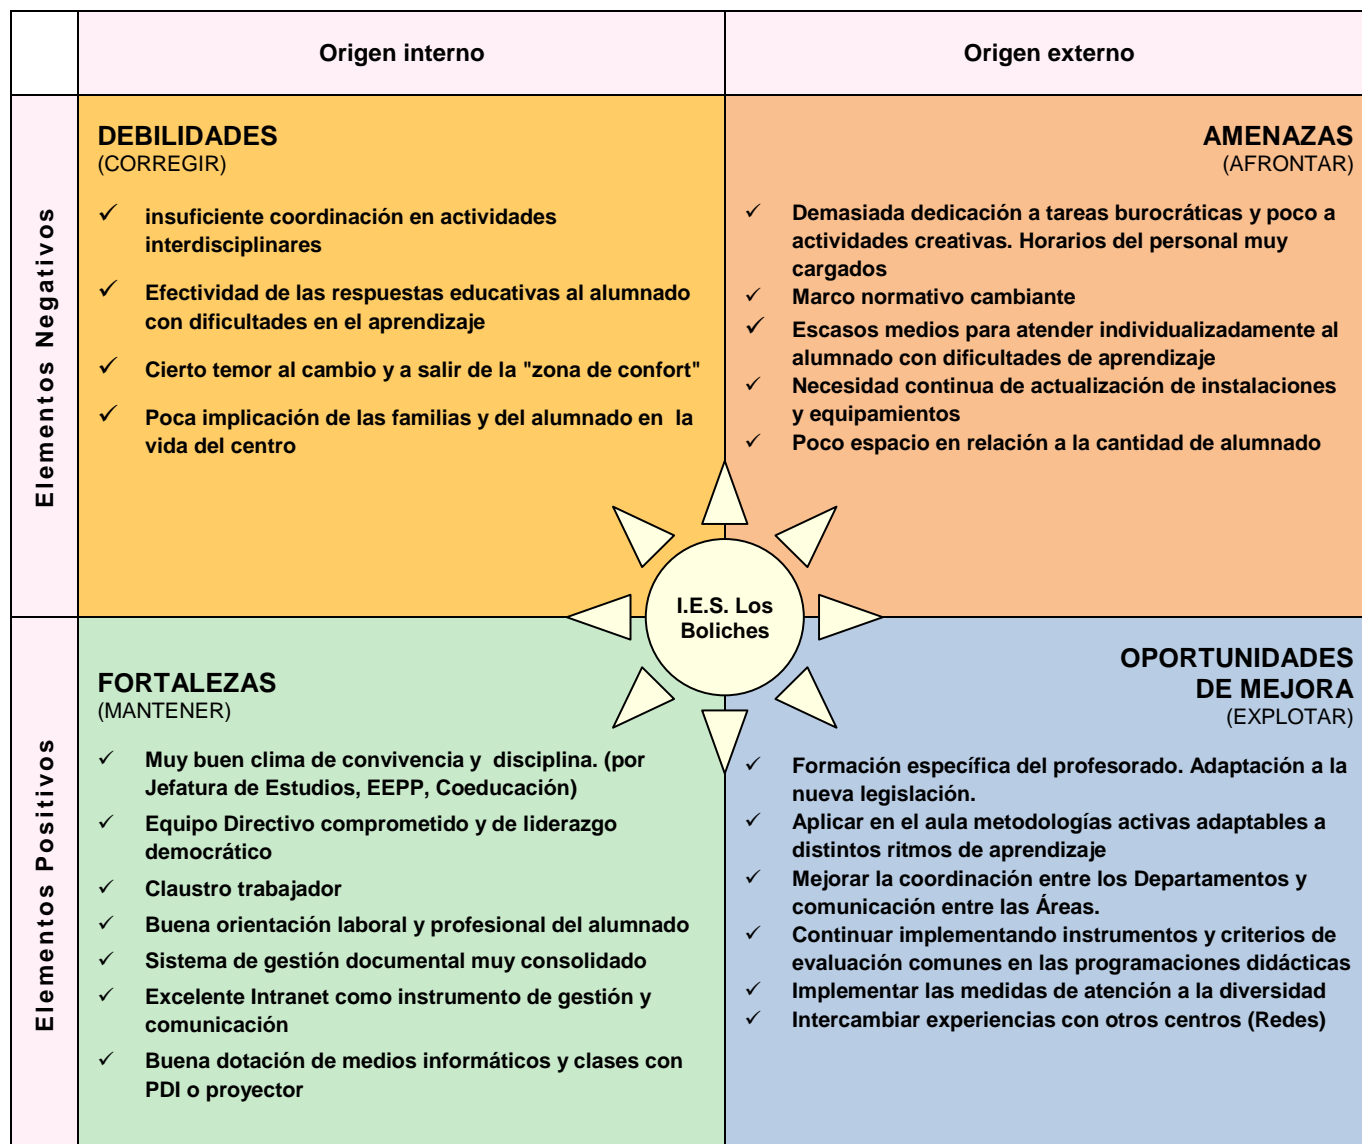 Origen interno
Origen externo
Elementos Negativos
DEBILIDADES
(CORREGIR)
✓ insuficiente coordinación en actividades
interdisciplinares
✓ Efectividad de las respuestas educativas al alumnado
con dificultades en el aprendizaje
✓ Cierto temor al cambio y a salir de la "zona de confort"
✓ Poca implicación de las familias y del alumnado en la
vida del centro
AMENAZAS
(AFRONTAR)
✓ Demasiada dedicación a tareas burocráticas y poco a
actividades creativas. Horarios del personal muy
cargados
✓ Marco normativo cambiante
✓ Escasos medios para atender individualizadamente al
alumnado con dificultades de aprendizaje
✓ Necesidad continua de actualización de instalaciones
y equipamientos
✓ Poco espacio en relación a la cantidad de alumnado
I.E.S. Los
Boliches
Elementos Positivos
FORTALEZAS
(MANTENER)
✓ Muy buen clima de convivencia y disciplina. (por
Jefatura de Estudios, EEPP, Coeducación)
✓ Equipo Directivo comprometido y de liderazgo
democrático
✓ Claustro trabajador
✓ Buena orientación laboral y profesional del alumnado
✓ Sistema de gestión documental muy consolidado
✓ Excelente Intranet como instrumento de gestión y
comunicación
✓ Buena dotación de medios informáticos y clases con
PDI o proyector
OPORTUNIDADES
DE MEJORA
(EXPLOTAR)
✓ Formación específica del profesorado. Adaptación a la
nueva legislación.
✓ Aplicar en el aula metodologías activas adaptables a
distintos ritmos de aprendizaje
✓ Mejorar la coordinación entre los Departamentos y
comunicación entre las Áreas.
✓ Continuar implementando instrumentos y criterios de
evaluación comunes en las programaciones didácticas
✓ Implementar las medidas de atención a la diversidad
✓ Intercambiar experiencias con otros centros (Redes)